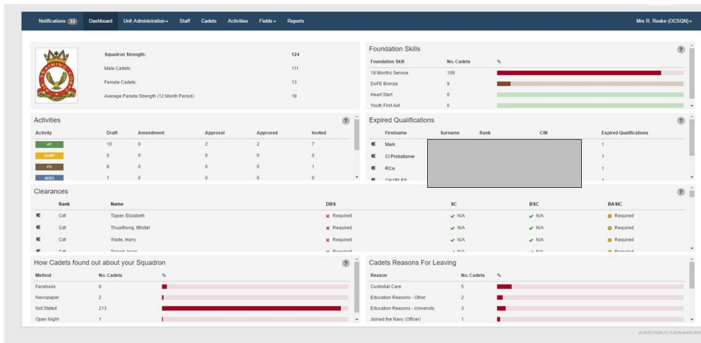 Notifications 33 Dashboard Unit Administration Staff Cadets Activities Fields Reports Mrs R. Reeke (OCSQN)
Squadron Strength: 124
Male Cadets: 111
Female Cadets: 13
Average Parade Strength (12 Month Period): 19
Foundation Skills ?
Foundation Skill No. Cadets %
18 Months Service 109
DofE Bronze 9
Heart Start 0
Youth First Aid 0
Activities ?
Activity Draft Amendment Approval Approved Invited
AT 10 0 2 2 7
0 0 0 0 0
8 0 0 0 1
1 0 0 0 0
Expired Qualifications ?
Firstname Surname Rank CIN Expired Qualifications
Mark 1
CI Probationer 1
1
Clearances ?
Rank Name DBS SC BSC BASIC
Cdt Tipper, Elizabeth Required N/A N/A Required
Cdt Required N/A N/A Required
Cdt Wade, Harry Required N/A N/A Required
How Cadets found out about your Squadron ?
Method No. Cadets %
Facebook 6
Newspaper 2
Not Stated 213
Open Night 1
Cadets Reasons For Leaving
Reason No. Cadets %
Custodial Care 5
Education Reasons - Other 2
Education Reasons - University 3
Joined the Navy (Officer) 1